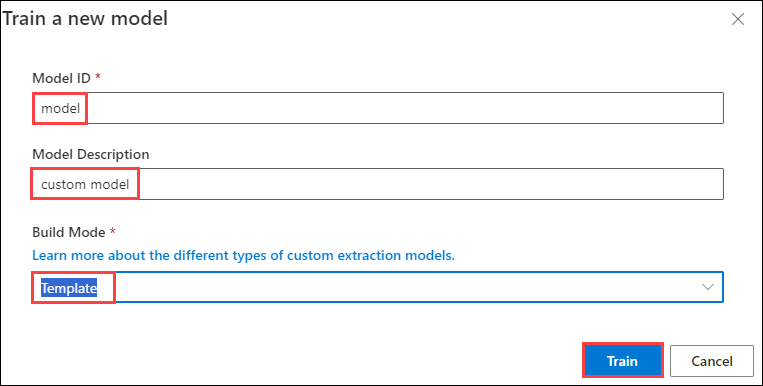 Train a new model
Model ID *
model
Model Description
custom model
Build Mode *
Learn more about the different types of custom extraction models.
Template
Train Cancel